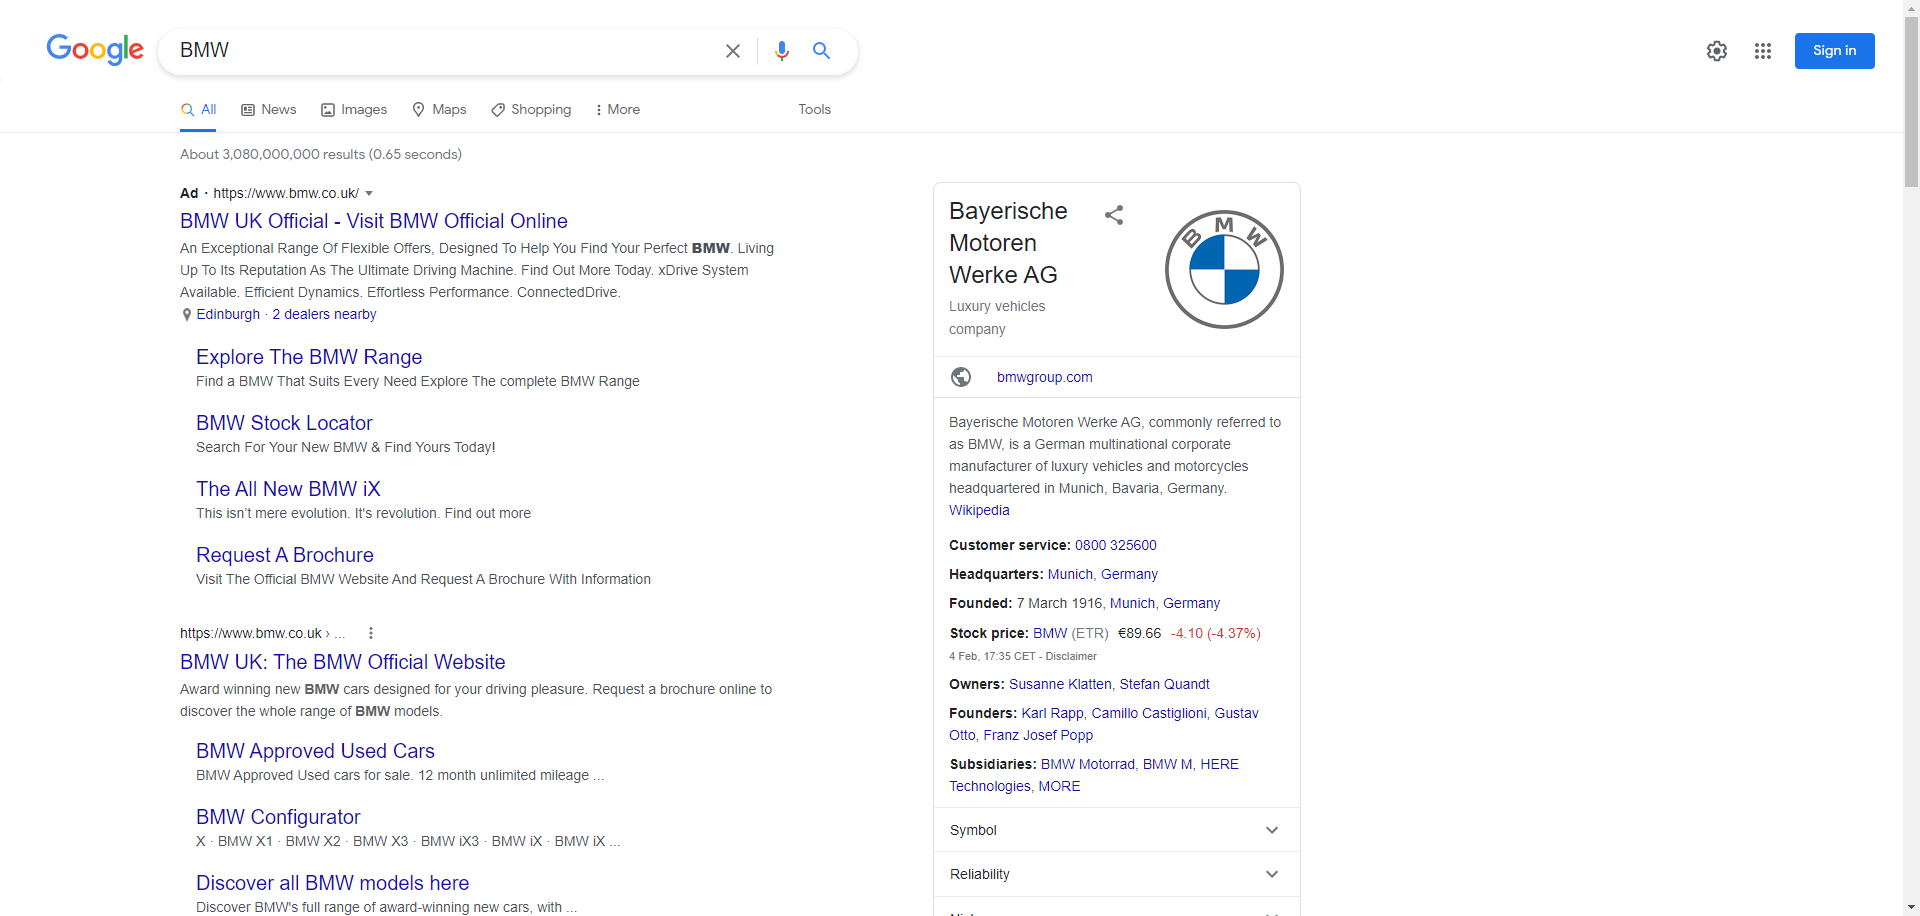 Google
BMW
Sign in
All
News
Images
Maps
Shopping
More
Tools
About 3,080,000,000 results (0.65 seconds)
Ad · https://www.bmw.co.uk/
BMW UK Official - Visit BMW Official Online
An Exceptional Range Of Flexible Offers, Designed To Help You Find Your Perfect BMW. Living
Up To Its Reputation As The Ultimate Driving Machine. Find Out More Today. xDrive System
Available. Efficient Dynamics. Effortless Performance. ConnectedDrive.
Edinburgh · 2 dealers nearby
Explore The BMW Range
Find a BMW That Suits Every Need Explore The complete BMW Range
BMW Stock Locator
Search For Your New BMW & Find Yours Today!
The All New BMW iX
This isn’t mere evolution. It's revolution. Find out more
Request A Brochure
Visit The Official BMW Website And Request A Brochure With Information
https://www.bmw.co.uk › ...
BMW UK: The BMW Official Website
Award winning new BMW cars designed for your driving pleasure. Request a brochure online to
discover the whole range of BMW models.
BMW Approved Used Cars
BMW Approved Used cars for sale. 12 month unlimited mileage ...
BMW Configurator
X · BMW X1 · BMW X2 · BMW X3 · BMW iX3 · BMW iX · BMW iX ...
Discover all BMW models here
Discover BMW's full range of award-winning new cars, with ...
Bayerische
Motoren
Werke AG
Luxury vehicles
company
BMW
bmwgroup.com
Bayerische Motoren Werke AG, commonly referred to
as BMW, is a German multinational corporate
manufacturer of luxury vehicles and motorcycles
headquartered in Munich, Bavaria, Germany.
Wikipedia
Customer service: 0800 325600
Headquarters: Munich, Germany
Founded: 7 March 1916, Munich, Germany
Stock price: BMW (ETR) €89.66 -4.10 (-4.37%)
4 Feb, 17:35 CET - Disclaimer
Owners: Susanne Klatten, Stefan Quandt
Founders: Karl Rapp, Camillo Castiglioni, Gustav
Otto, Franz Josef Popp
Subsidiaries: BMW Motorrad, BMW M, HERE
Technologies, MORE
Symbol
Reliability